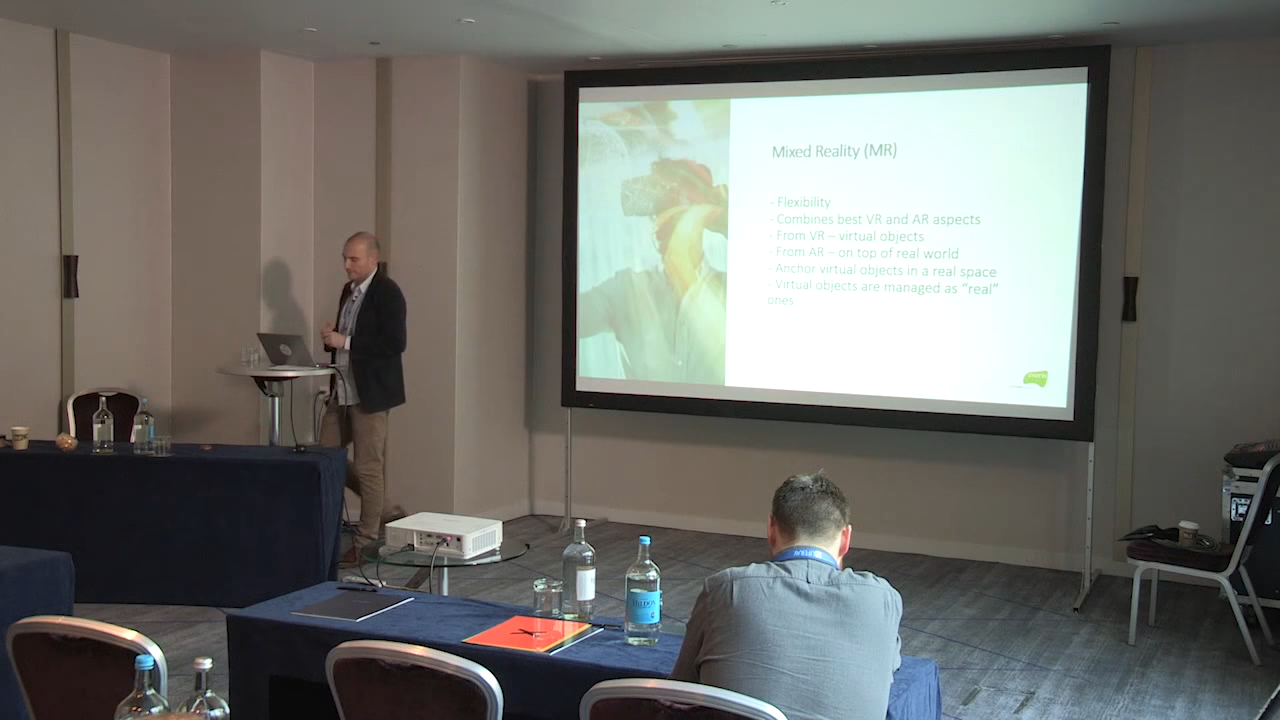 Mixed Reality (MR)
- Flexibility
- Combines best VR and AR aspects
- From VR – virtual objects
- From AR – on top of real world
- Anchor virtual objects in a real space
- Virtual objects are managed as “real”
ones
HILDON